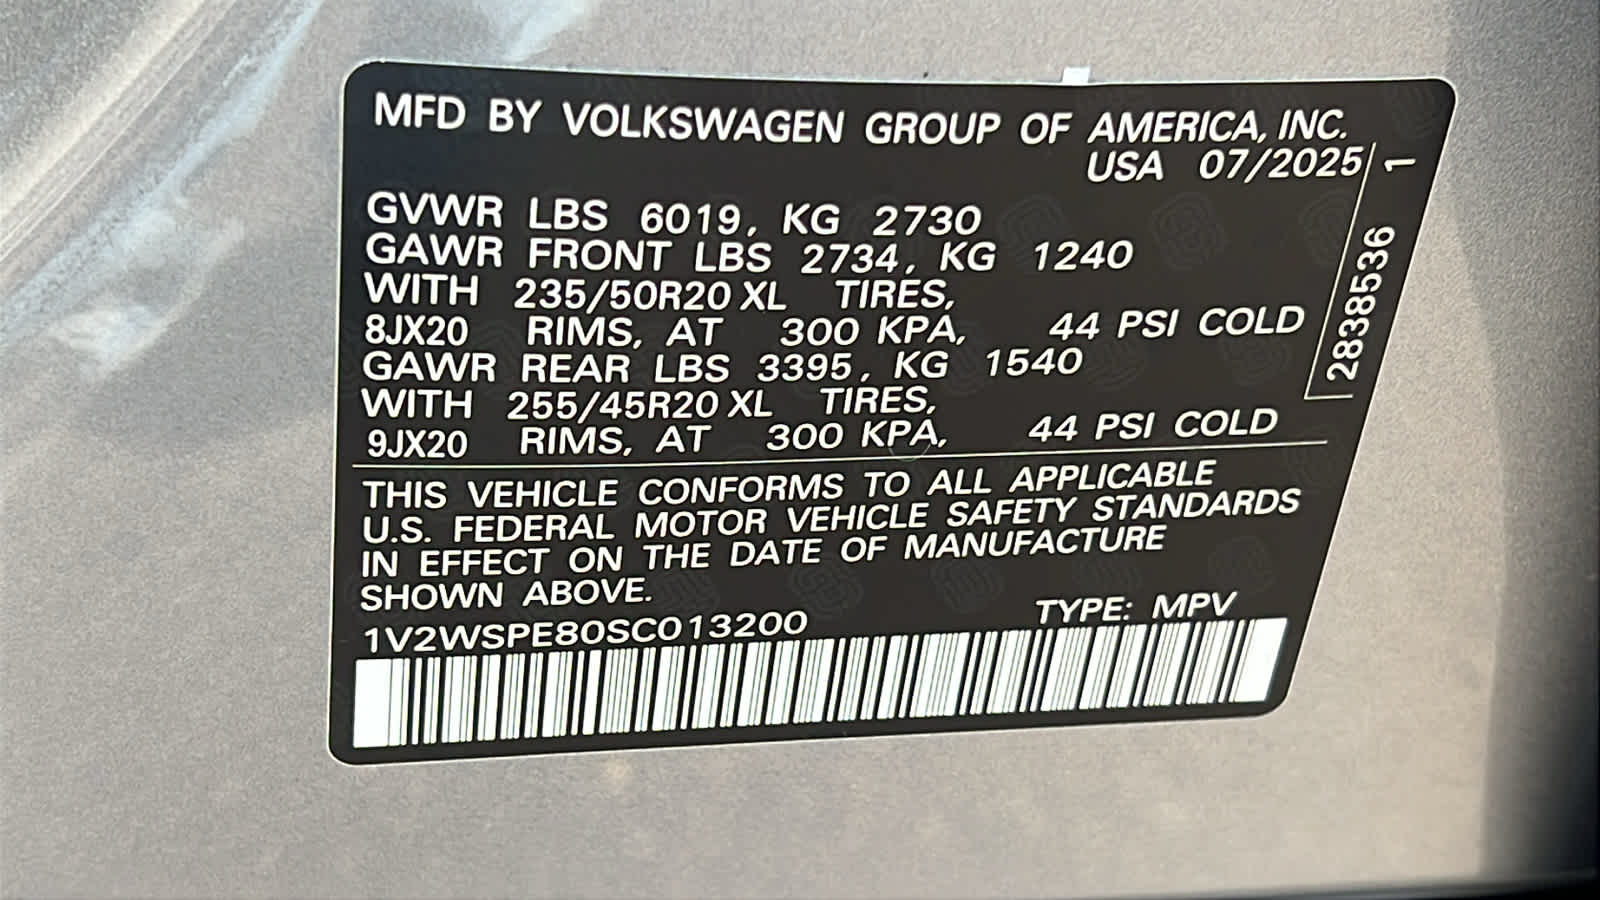 MFD BY VOLKSWAGEN GROUP OF AMERICA, INC.
USA 07/2025
GVWR LBS 6019, KG 2730
GAWR FRONT LBS 2734, KG 1240
WITH 235/50R20 XL TIRES,
8JX20 RIMS, AT 300 KPA, 44 PSI COLD
GAWR REAR LBS 3395, KG 1540
WITH 255/45R20 XL TIRES,
9JX20 RIMS, AT 300 KPA, 44 PSI COLD
THIS VEHICLE CONFORMS TO ALL APPLICABLE
U.S. FEDERAL MOTOR VEHICLE SAFETY STANDARDS
IN EFFECT ON THE DATE OF MANUFACTURE
SHOWN ABOVE.
1V2WSPE80SC013200 TYPE: MPV
2838536 1